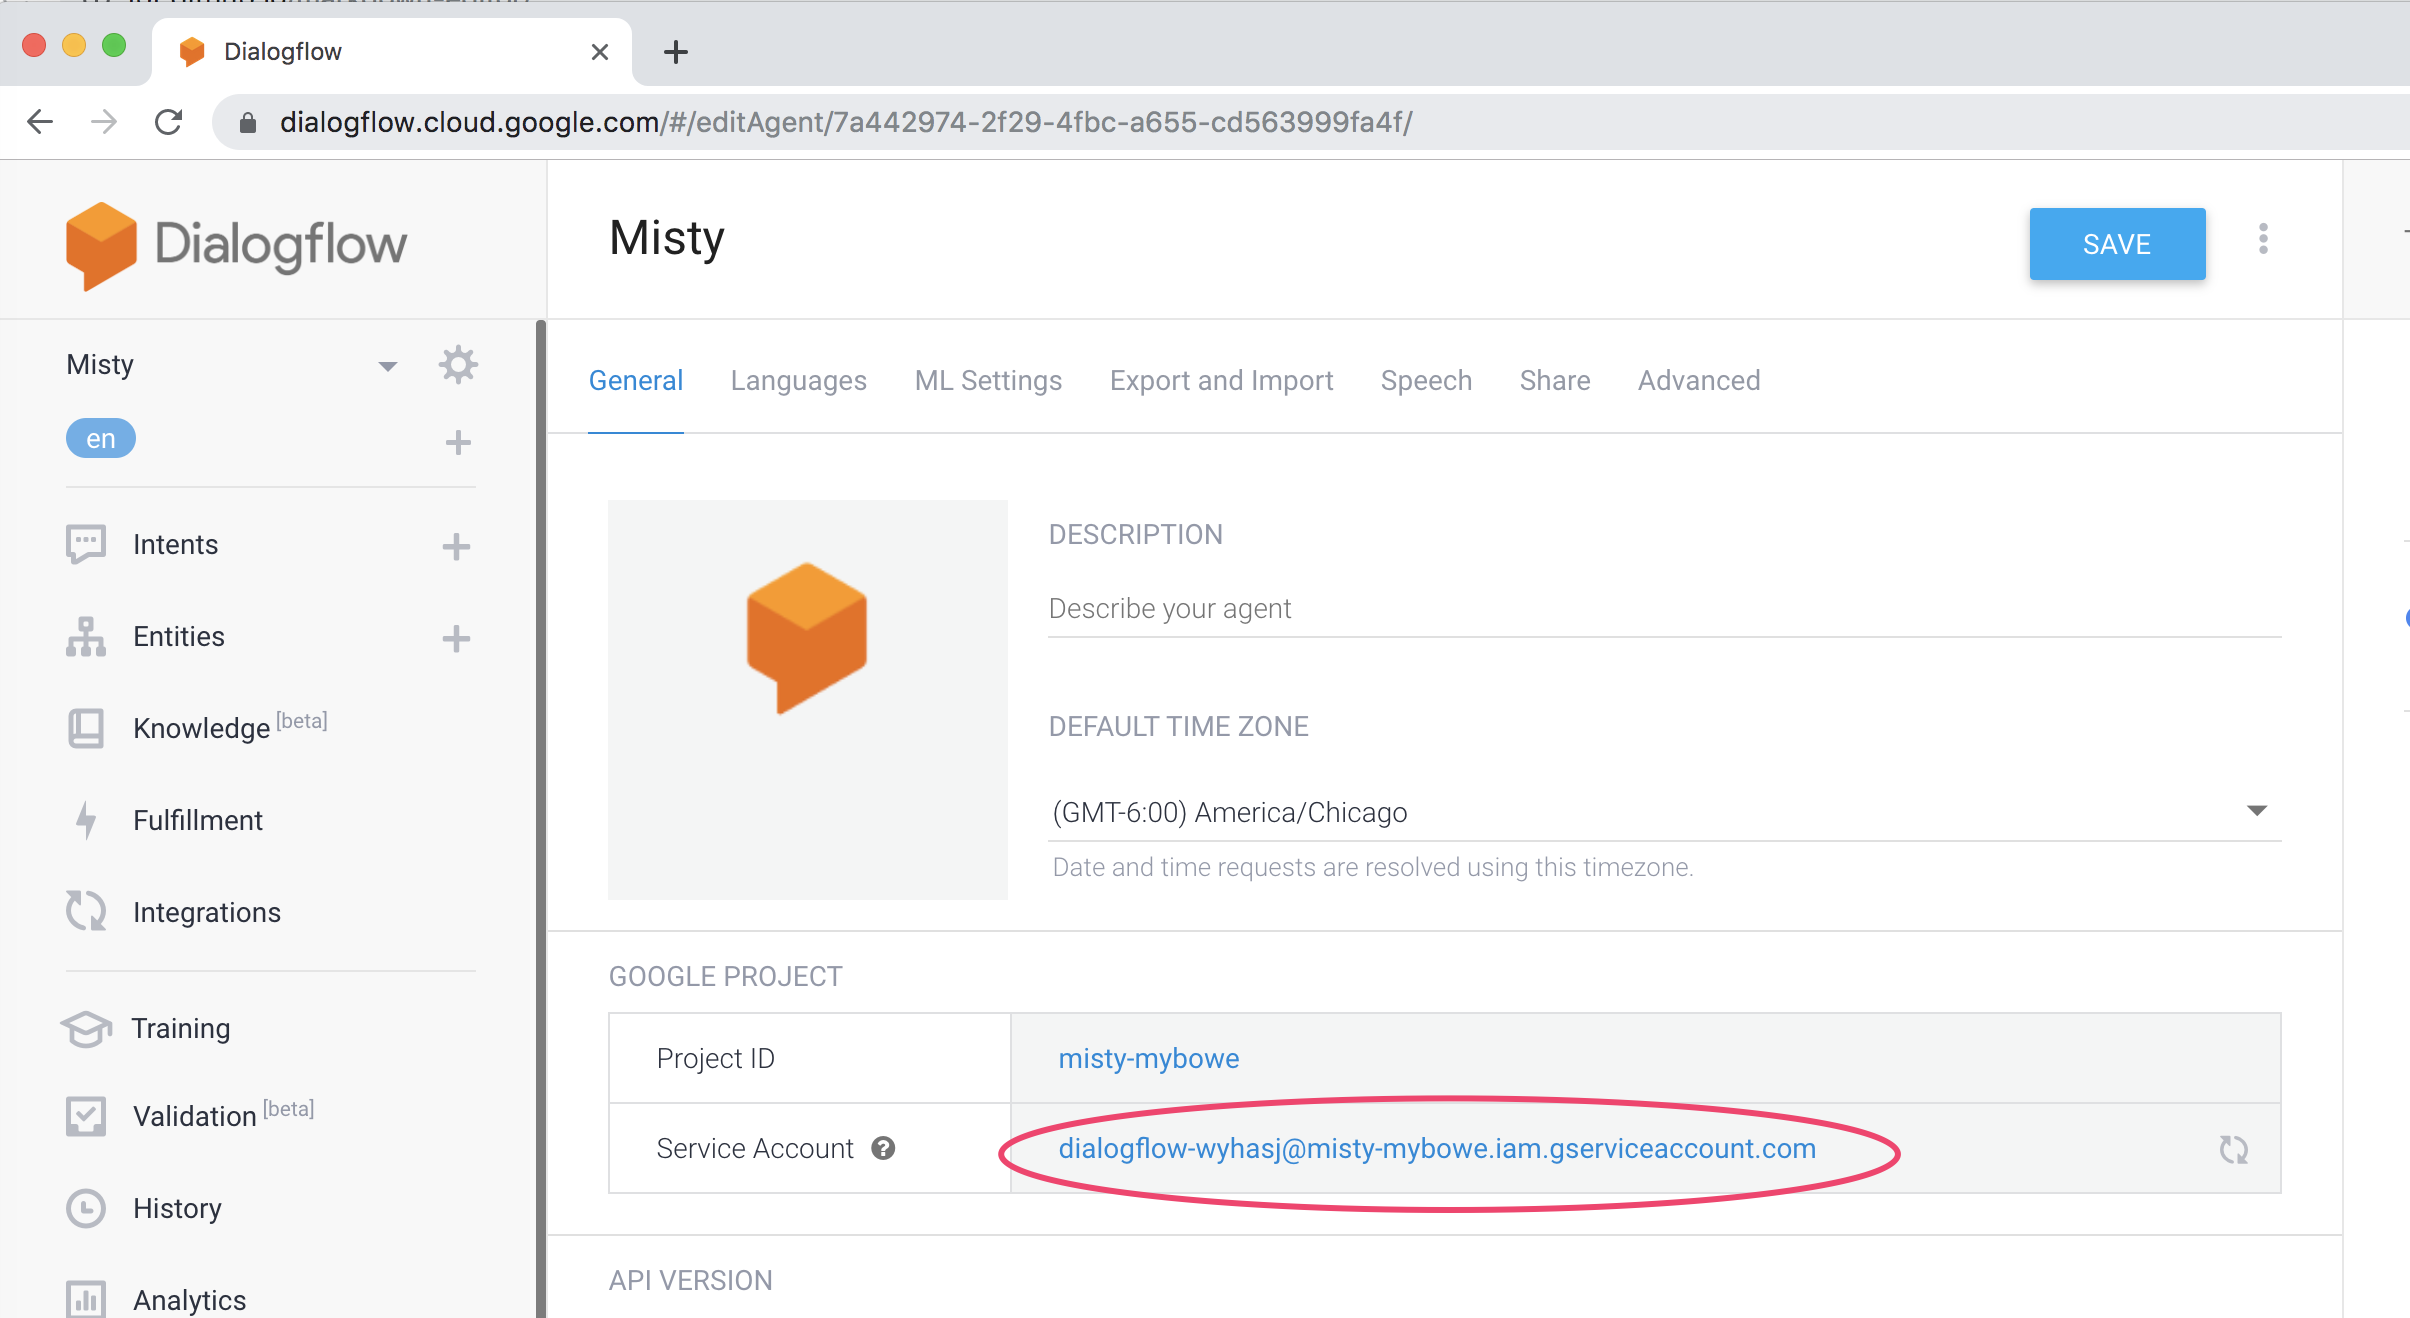 Dialogflow
dialogflow.cloud.google.com/#/editAgent/7a442974-2f29-4fbc-a655-cd563999fa4f/
Dialogflow
Misty
SAVE
Misty
en
Intents
Entities
Knowledge [beta]
Fulfillment
Integrations
Training
Validation [beta]
History
Analytics
General Languages ML Settings Export and Import Speech Share Advanced
DESCRIPTION
Describe your agent
DEFAULT TIME ZONE
(GMT-6:00) America/Chicago
Date and time requests are resolved using this timezone.
GOOGLE PROJECT
Project ID misty-mybowe
Service Account ? dialogflow-wyhasj@misty-mybowe.iam.gserviceaccount.com
API VERSION